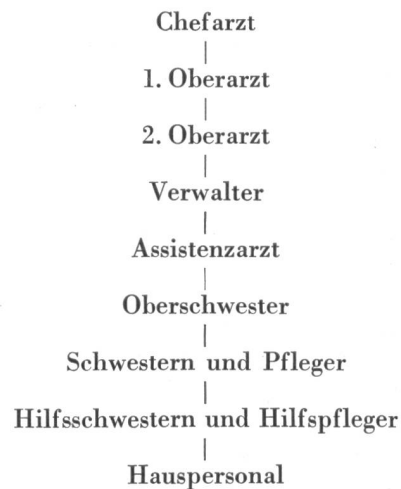 Chefarzt
1. Oberarzt
2. Oberarzt
Verwalter
Assistenzarzt
Oberschwester
Schwestern und Pfleger
Hilfsschwestern und Hilfspfleger
Hauspersonal